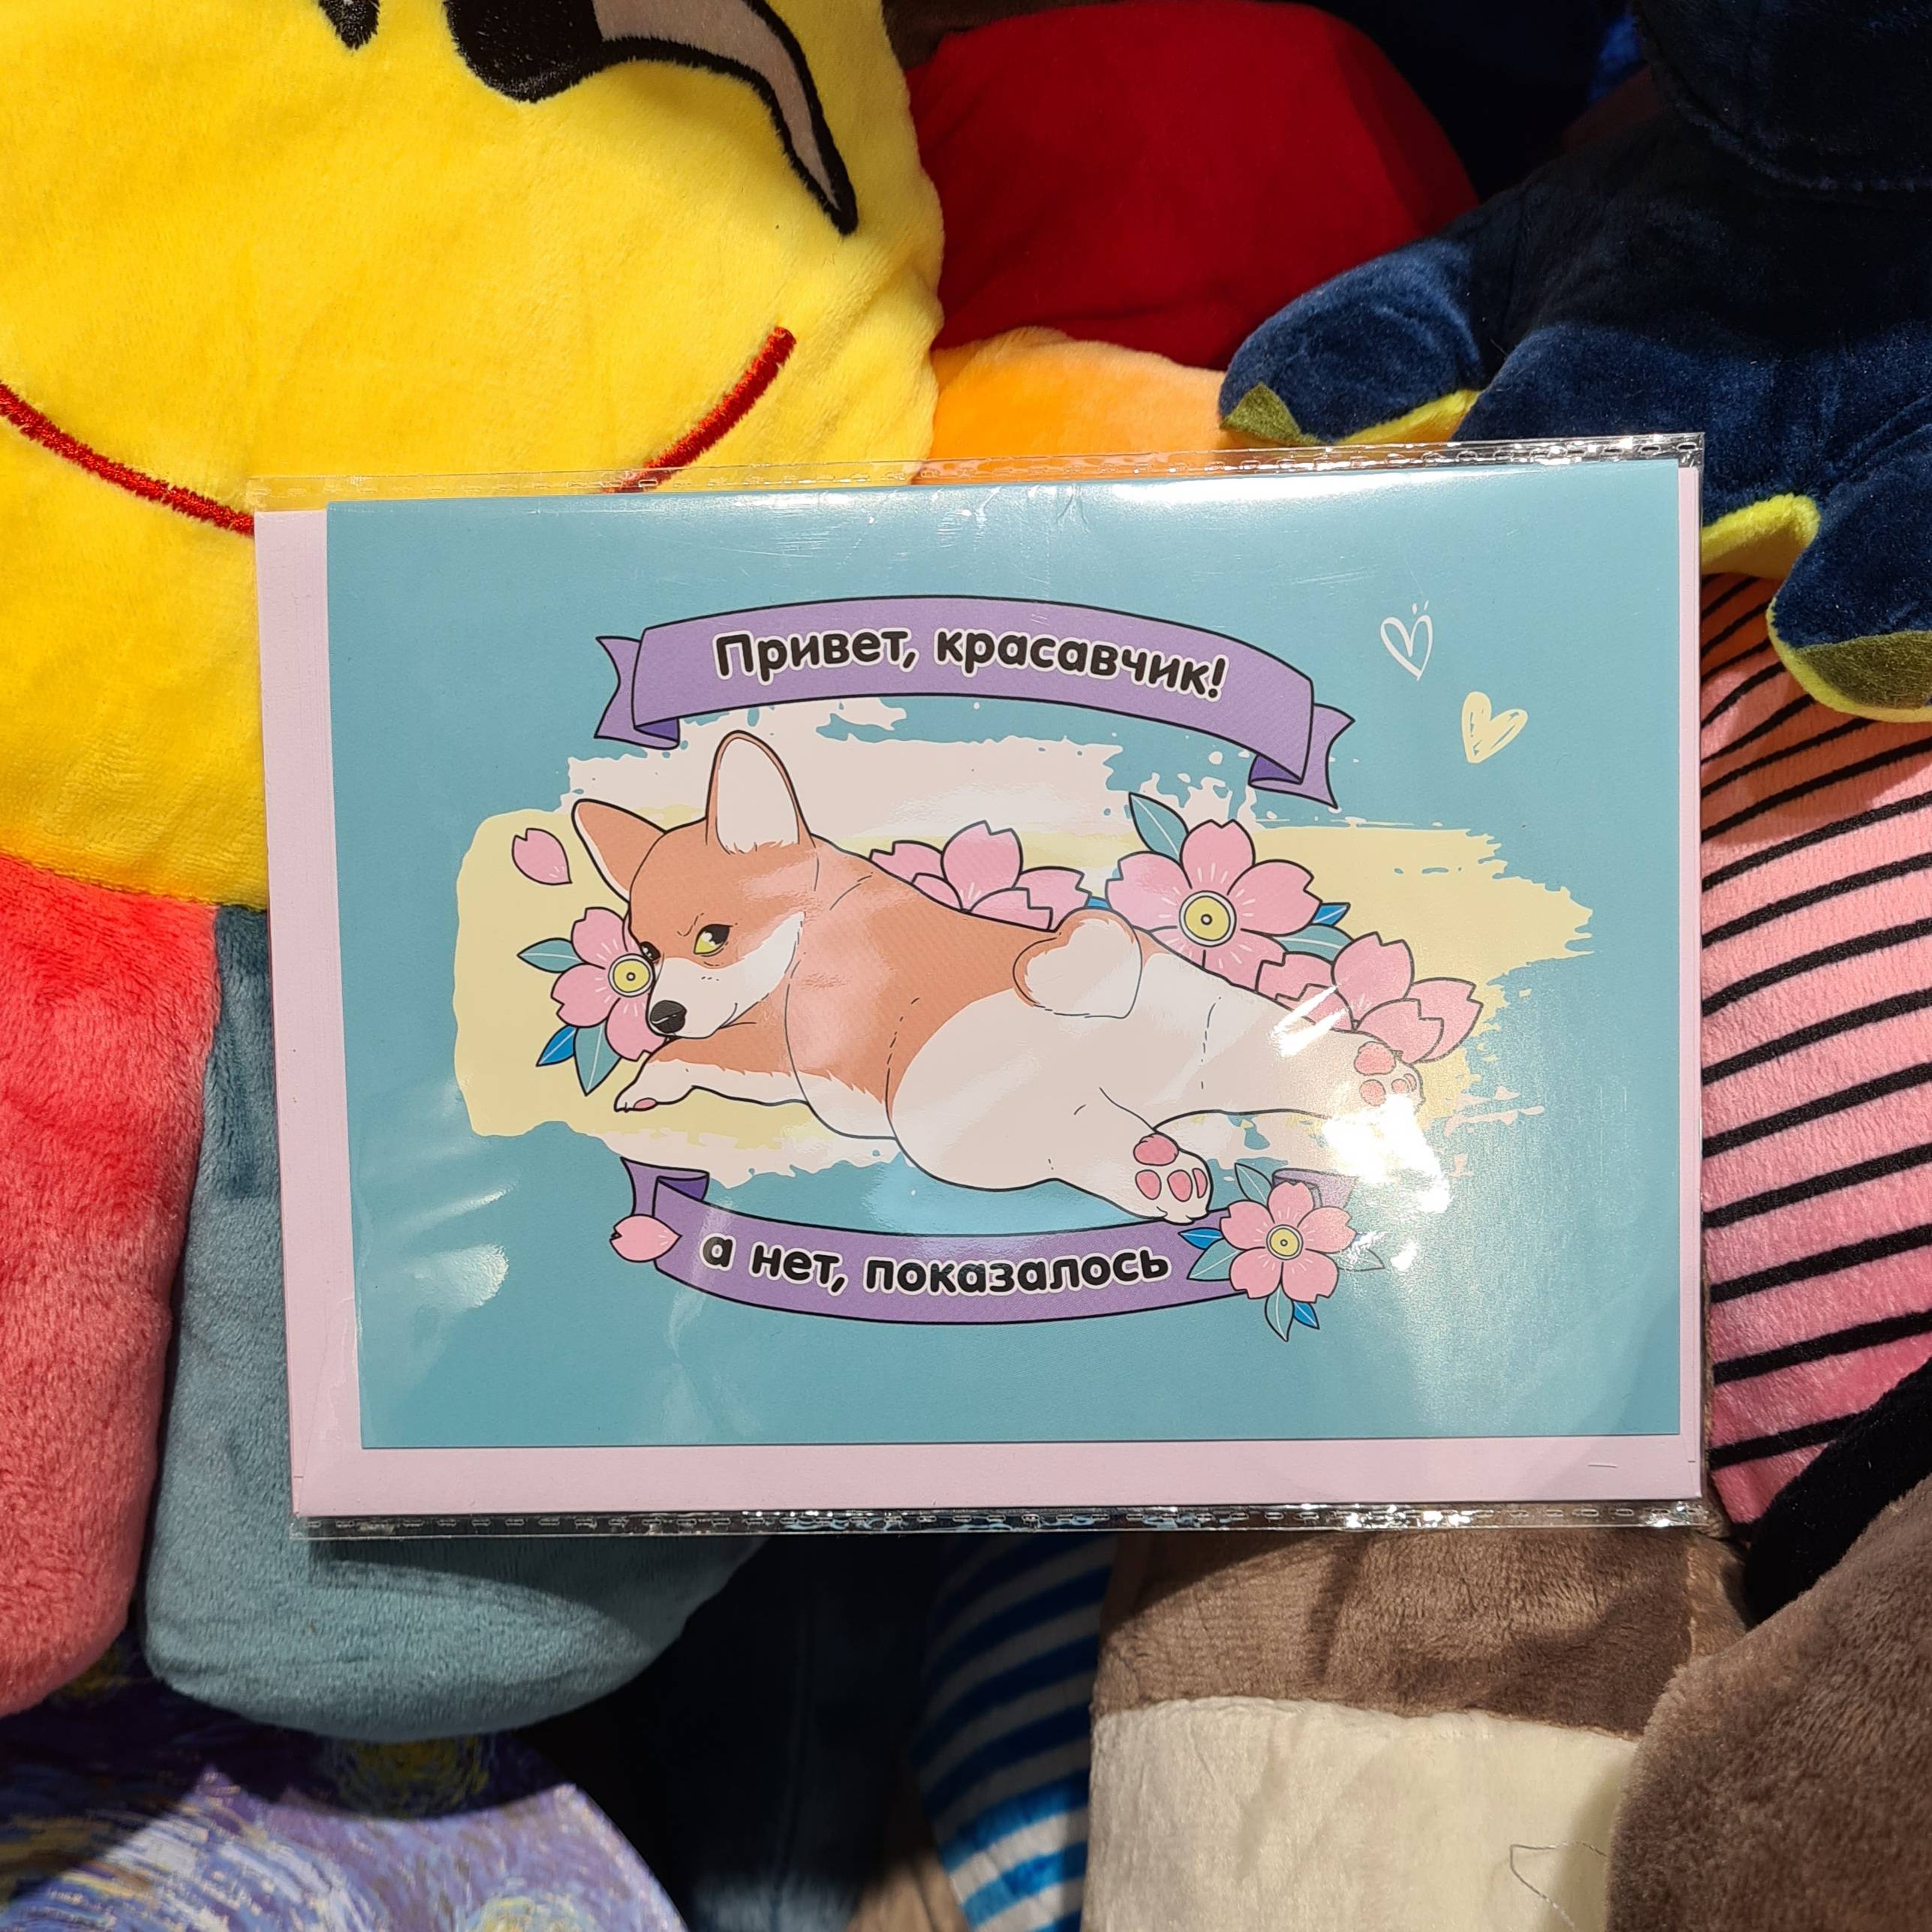 Привет, красавчик!
а нет, показалось